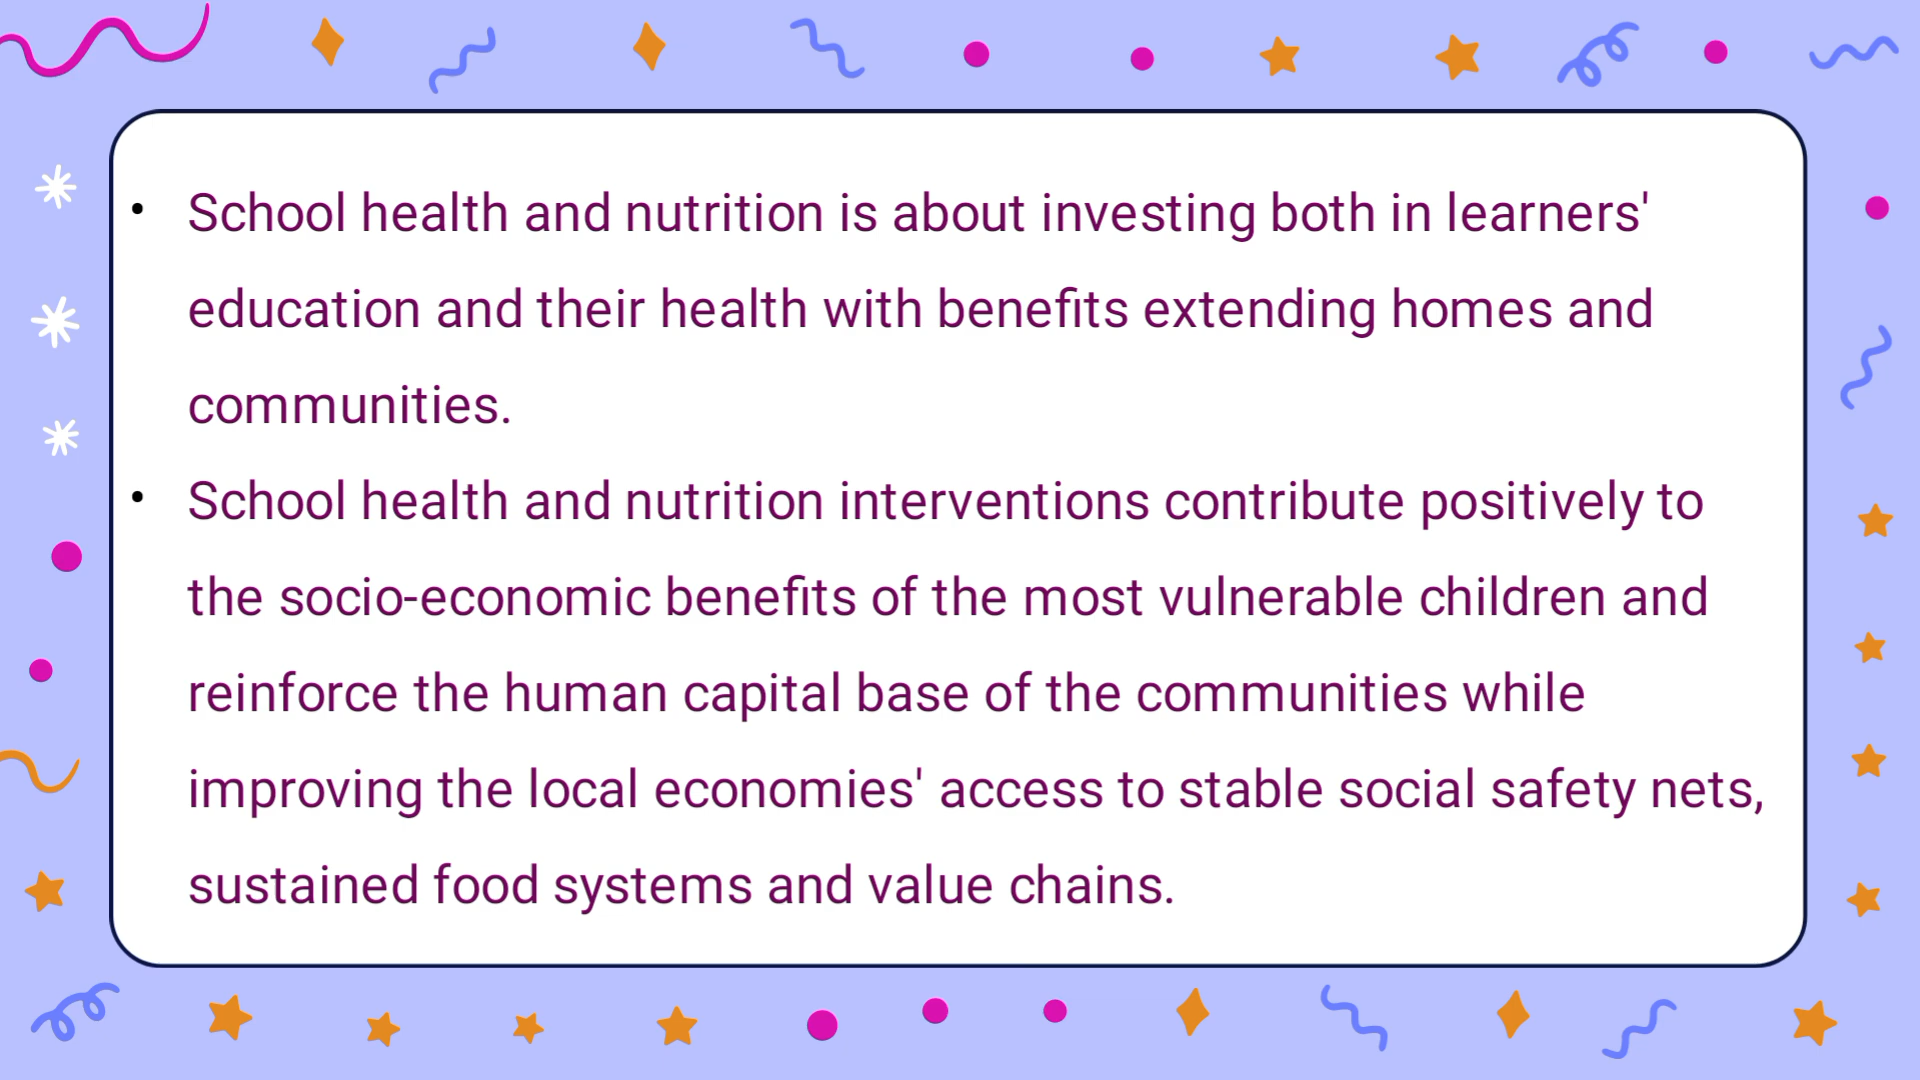 • School health and nutrition is about investing both in learners'
education and their health with benefits extending homes and
communities.
• School health and nutrition interventions contribute positively to
the socio-economic benefits of the most vulnerable children and
reinforce the human capital base of the communities while
improving the local economies' access to stable social safety nets,
sustained food systems and value chains.